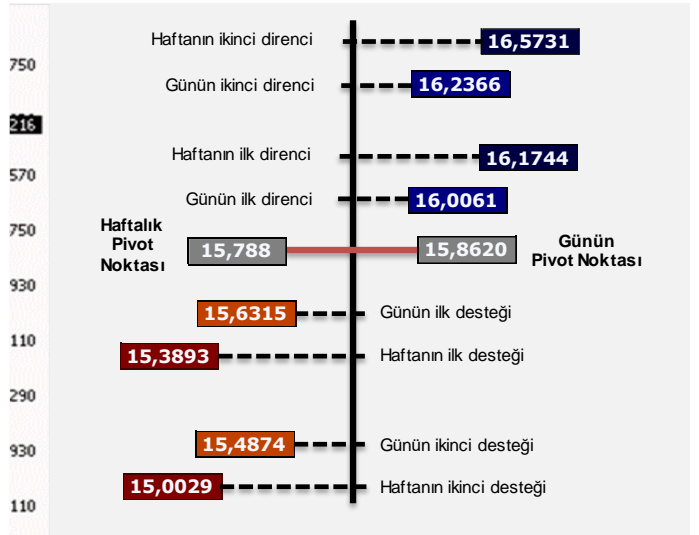 750
216
570
750
930
110
290
930
110
Haftanın ikinci direnci
16,5731
Günün ikinci direnci
16,2366
Haftanın ilk direnci
16,1744
Günün ilk direnci
16,0061
Haftalık
Pivot
Noktası
15,788
15,8620
Günün
Pivot Noktası
15,6315
Günün ilk desteği
15,3893
Haftanın ilk desteği
15,4874
Günün ikinci desteği
15,0029
Haftanın ikinci desteği